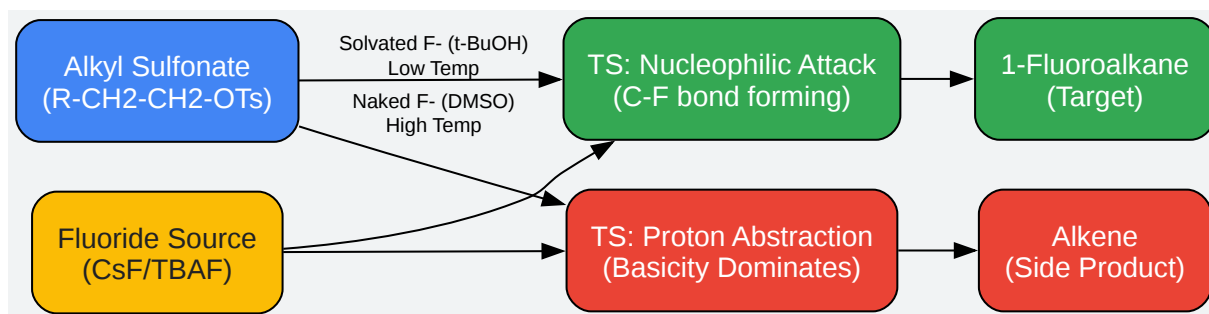 Alkyl Sulfonate
(R-CH2-CH2-OTs)
Solvated F- (t-BuOH)
Low Temp
Naked F- (DMSO)
High Temp
TS: Nucleophilic Attack
(C-F bond forming)
1-Fluoroalkane
(Target)
Fluoride Source
(CsF/TBAF)
TS: Proton Abstraction
(Basicity Dominates)
Alkene
(Side Product)